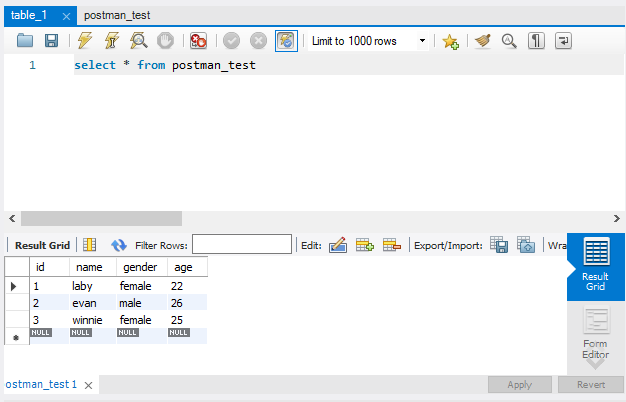 table_1 postman_test
Limit to 1000 rows
1 select * from postman_test
Result Grid Filter Rows: Edit: Export/Import: Wra
id name gender age
1 laby female 22
2 evan male 26
3 winnie female 25
NULL NULL NULL NULL
Result
Grid
Form
Editor
ostman_test 1 Apply Revert